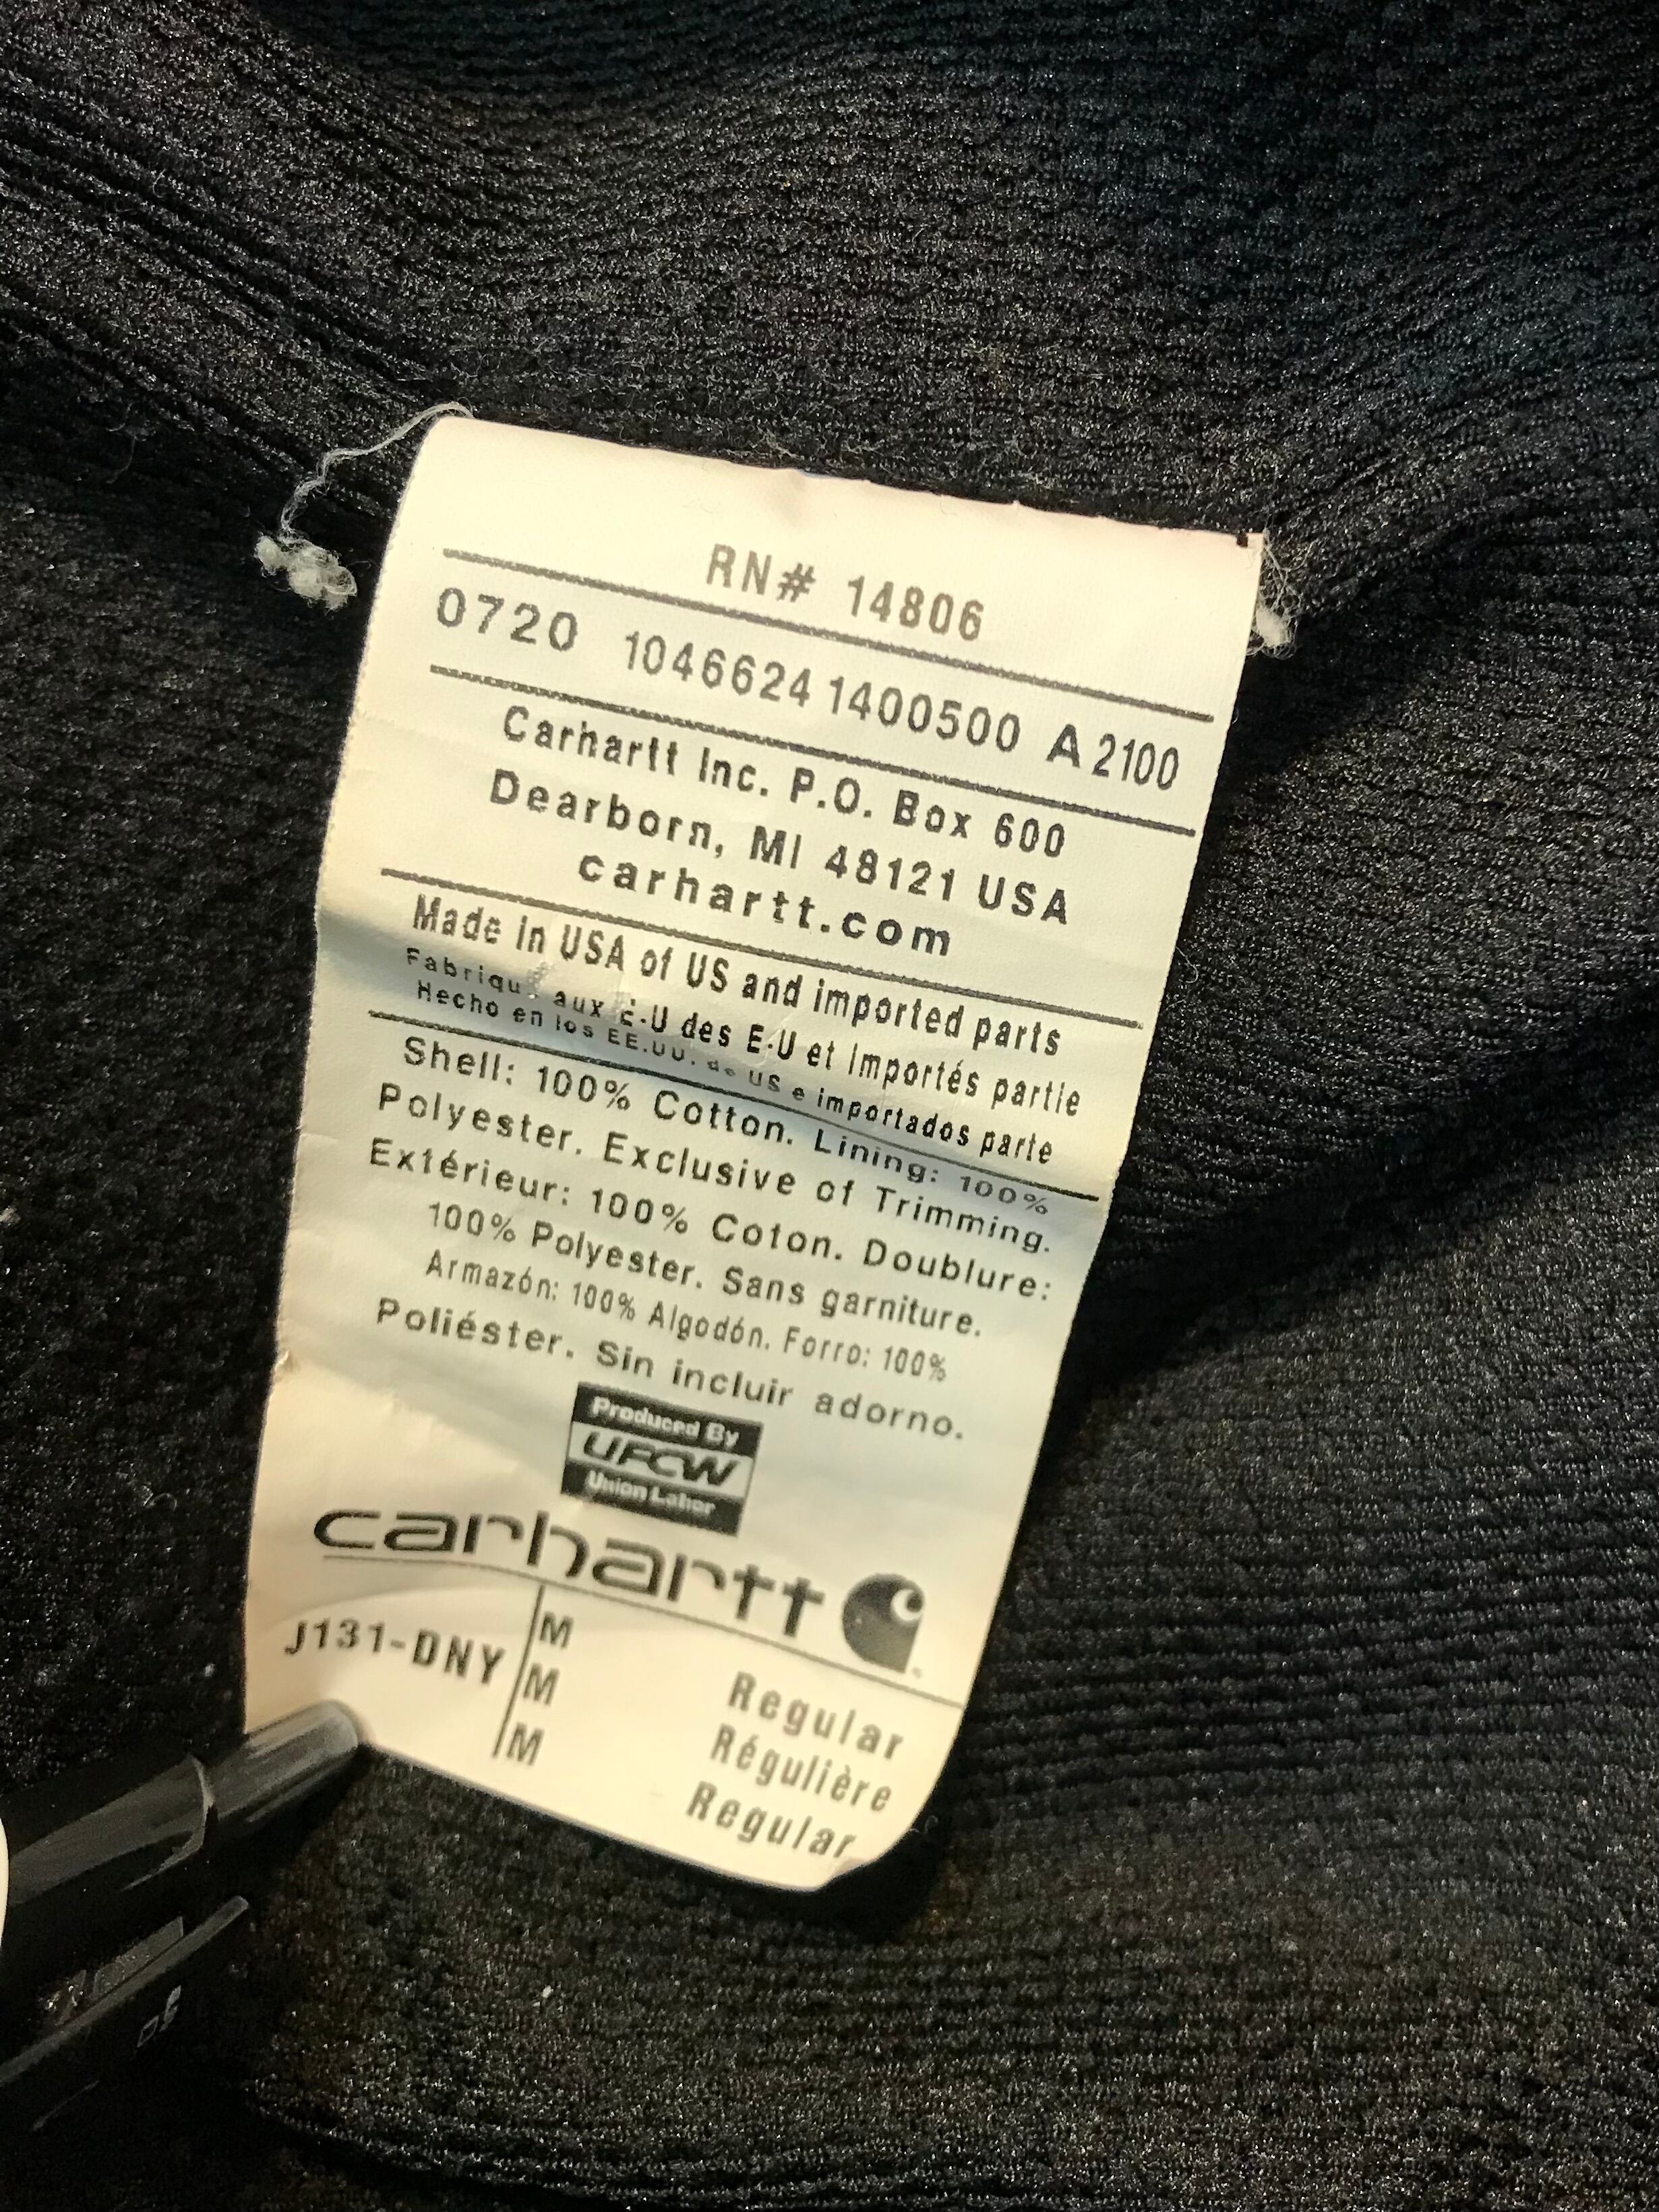 RN# 14806
0720 1046624 1400500 A 2100
Carhartt Inc. P.O. Box 600
Dearborn, MI 48121 USA
carhartt.com
Made in USA of US and imported parts
aux E.-U des E.-U et importés partie
Hecho en los EE.UU. de US e importados parte
Shell: 100% Cotton. Lining: 100%
Polyester. Exclusive of Trimming.
Extérieur: 100% Coton. Doublure:
100% Polyester. Sans garniture.
Armazón: 100% Algodón. Forro: 100%
Poliéster. Sin incluir adorno.
Produced By
UFCW
Union Labor
carhartt
J131-DNY M Regular
M Régulière
M Regular